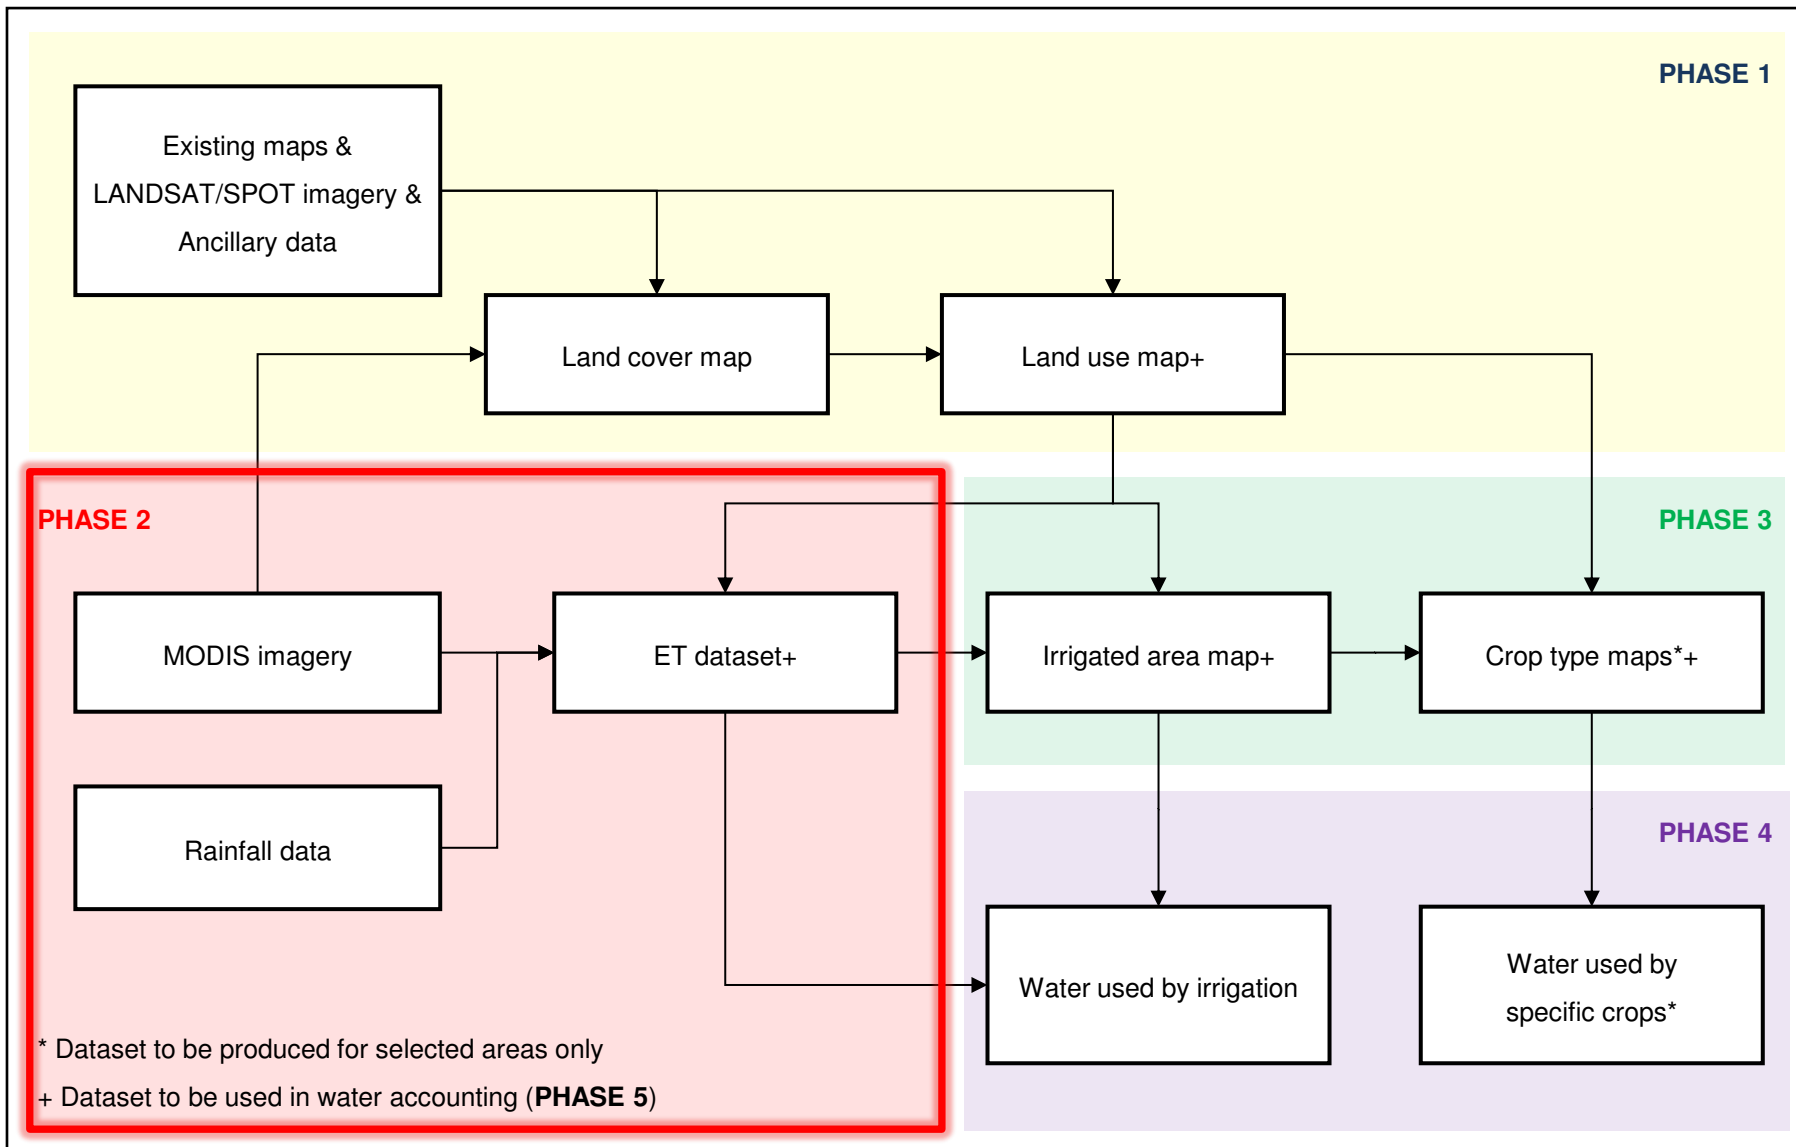 PHASE 1
Existing maps &
LANDSAT/SPOT imagery &
Ancillary data
Land cover map
Land use map+
PHASE 2
PHASE 3
MODIS imagery
ET dataset+
Irrigated area map+
Crop type maps*+
Rainfall data
PHASE 4
Water used by irrigation
Water used by
specific crops*
* Dataset to be produced for selected areas only
+ Dataset to be used in water accounting (PHASE 5)